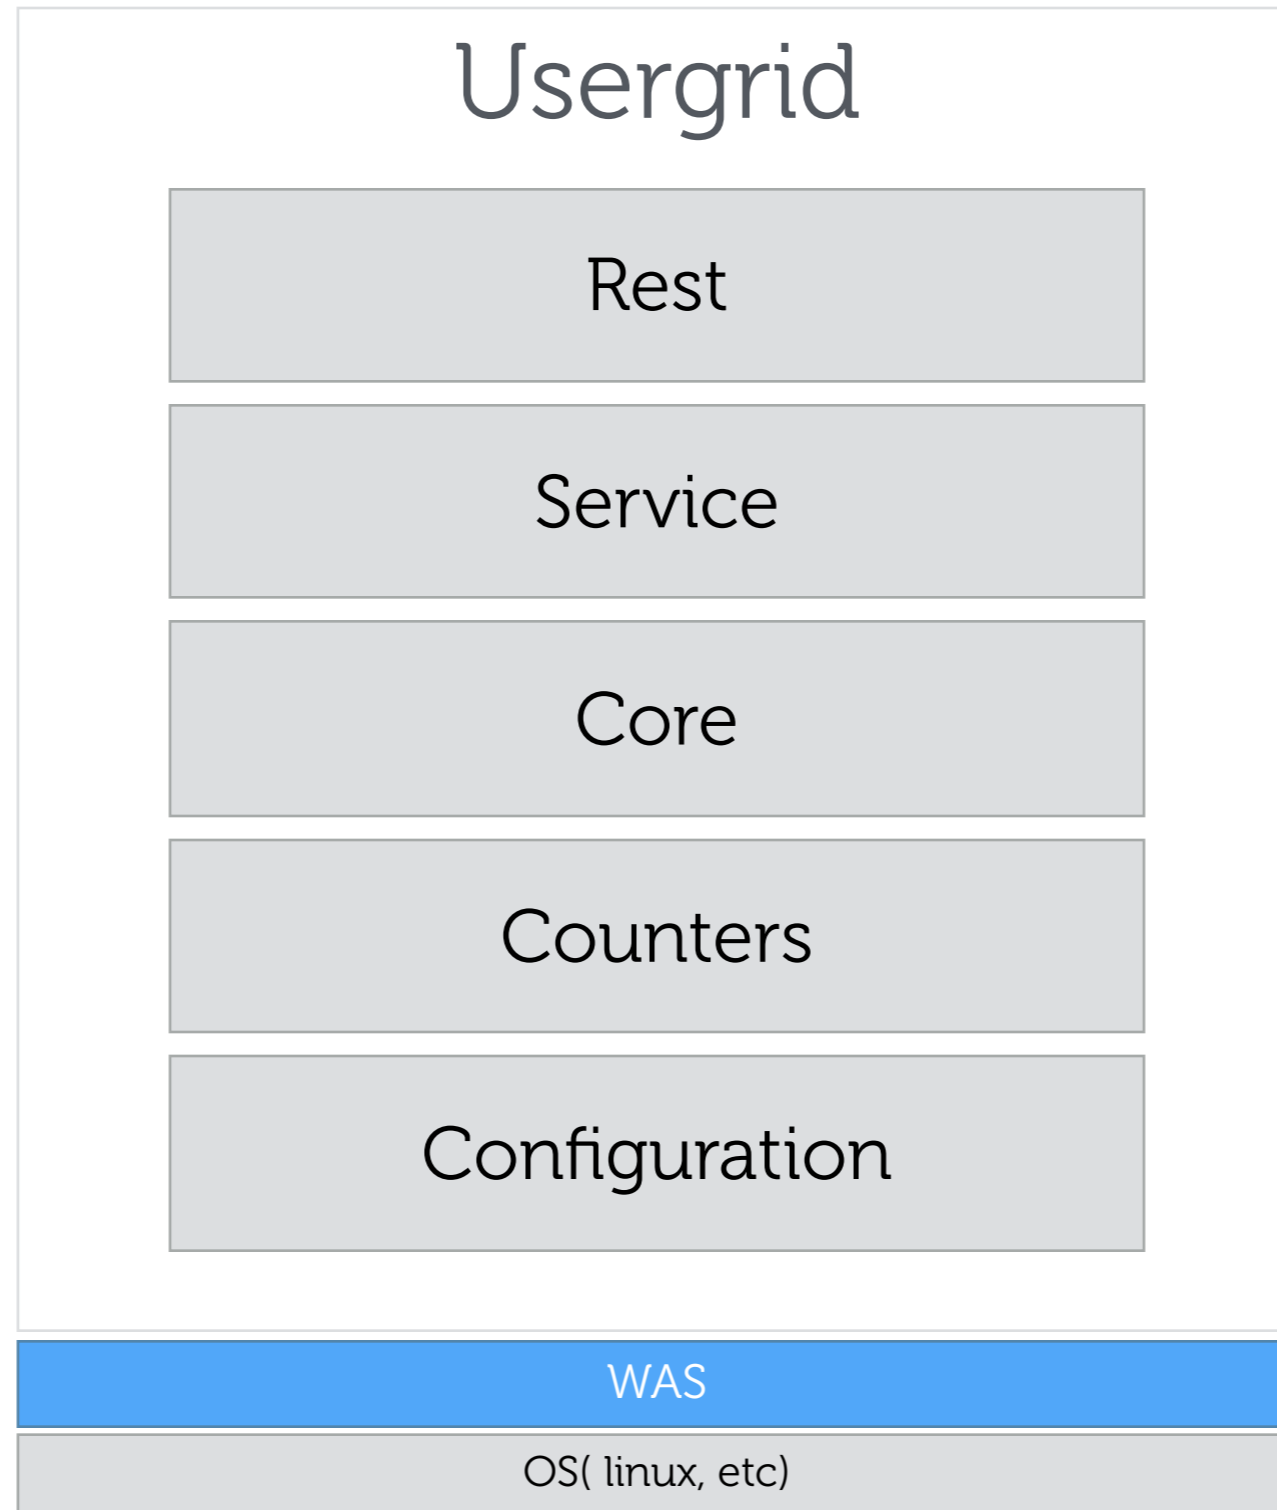 Usergrid
Rest
Service
Core
Counters
Configuration
WAS
OS( linux, etc)